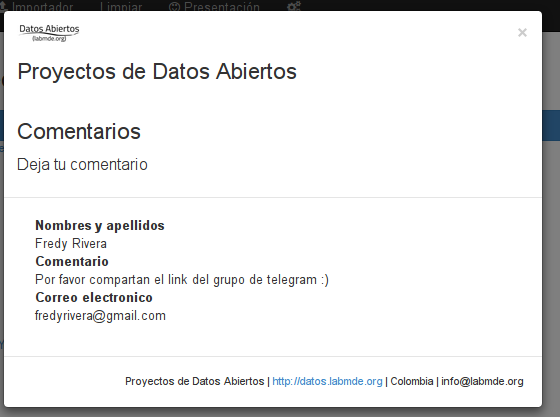 Importador Limpiar Presentación
Datos Abiertos
(labmde.org)
×
Proyectos de Datos Abiertos
Comentarios
Deja tu comentario
Nombres y apellidos
Fredy Rivera
Comentario
Por favor compartan el link del grupo de telegram :)
Correo electronico
fredyrivera@gmail.com
Proyectos de Datos Abiertos | http://datos.labmde.org | Colombia | info@labmde.org